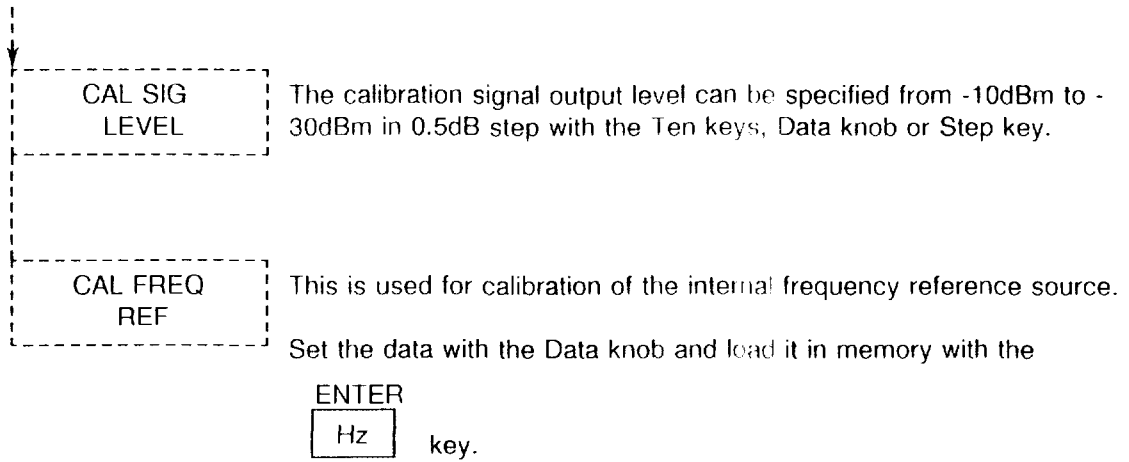 CAL SIG
LEVEL
The calibration signal output level can be specified from -10dBm to -
30dBm in 0.5dB step with the Ten keys, Data knob or Step key.
CAL FREQ
REF
This is used for calibration of the internal frequency reference source.
Set the data with the Data knob and load it in memory with the
ENTER
Hz key.